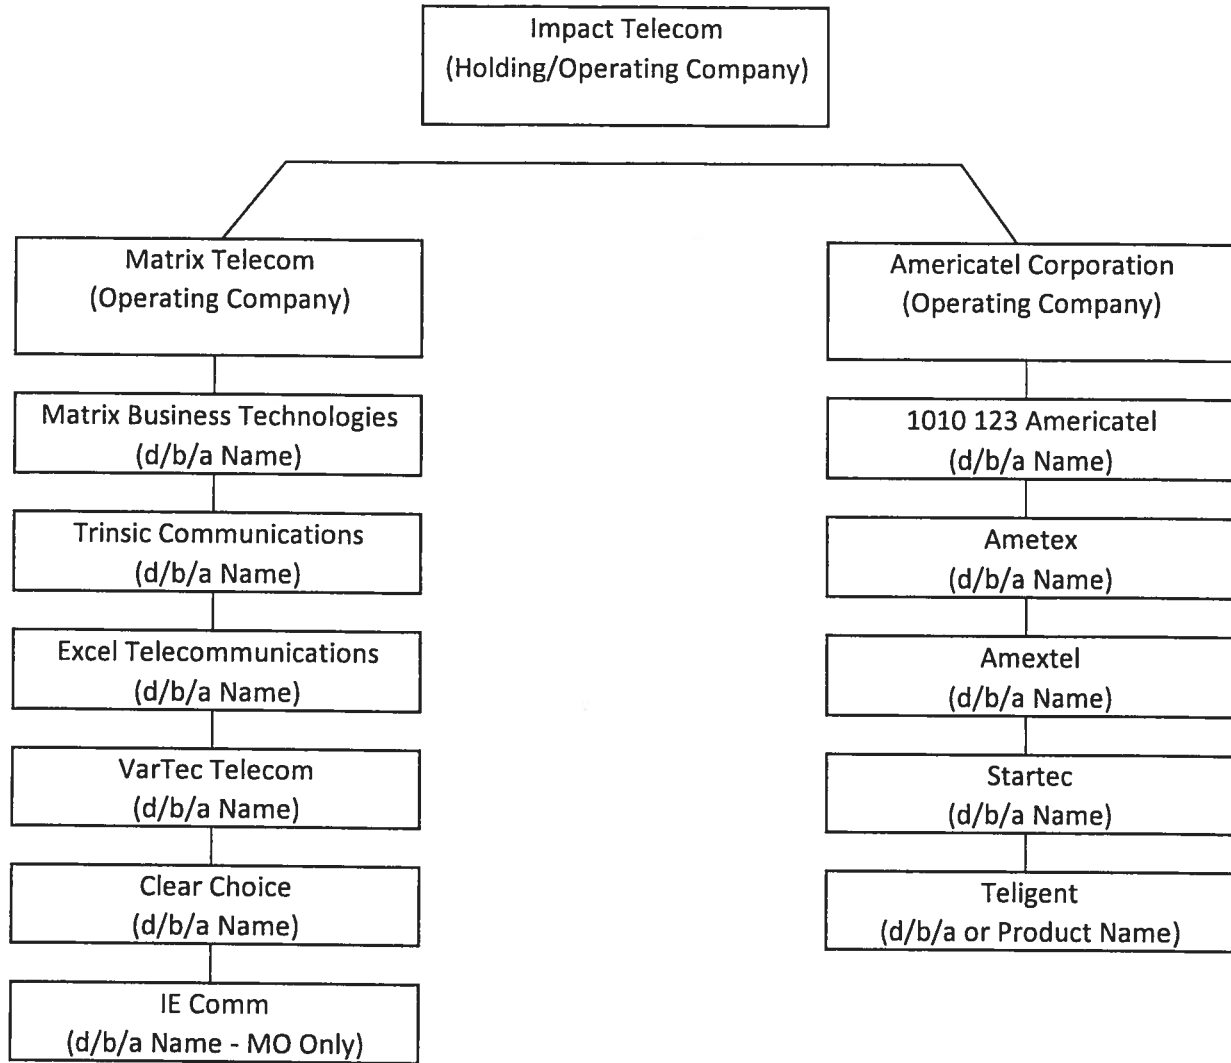 Impact Telecom
(Holding/Operating Company)
Matrix Telecom
(Operating Company)
Matrix Business Technologies
(d/b/a Name)
Trinsic Communications
(d/b/a Name)
Excel Telecommunications
(d/b/a Name)
VarTec Telecom
(d/b/a Name)
Clear Choice
(d/b/a Name)
IE Comm
(d/b/a Name - MO Only)
Americatel Corporation
(Operating Company)
1010 123 Americatel
(d/b/a Name)
Ametex
(d/b/a Name)
Amextel
(d/b/a Name)
Startec
(d/b/a Name)
Teligent
(d/b/a or Product Name)